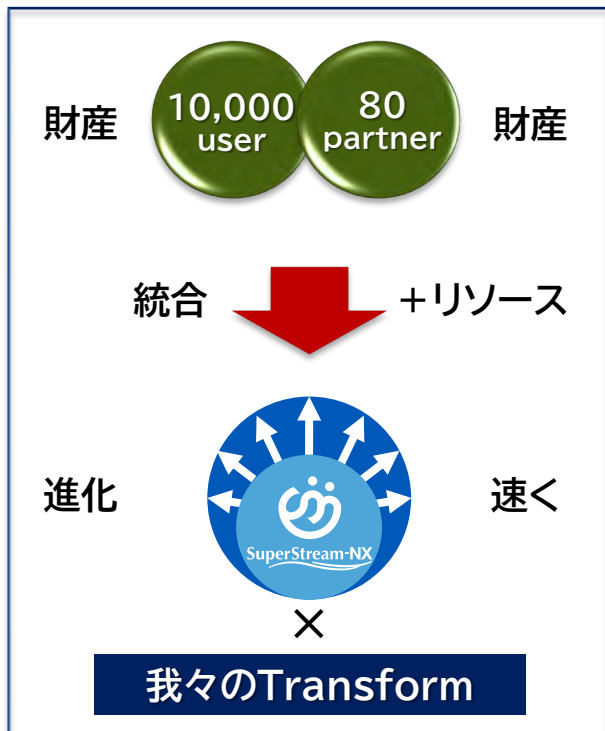 財産
10,000
user
80
partner
財産
統合
+リソース
進化
SuperStream-NX
速く
×
我々のTransform